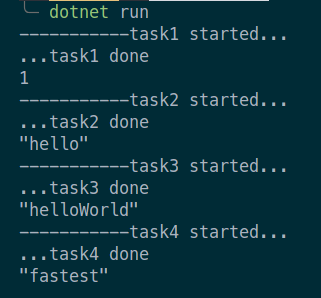 dotnet run
-----------task1 started...
...task1 done
1
-----------task2 started...
...task2 done
"hello"
-----------task3 started...
...task3 done
"helloWorld"
-----------task4 started...
...task4 done
"fastest"